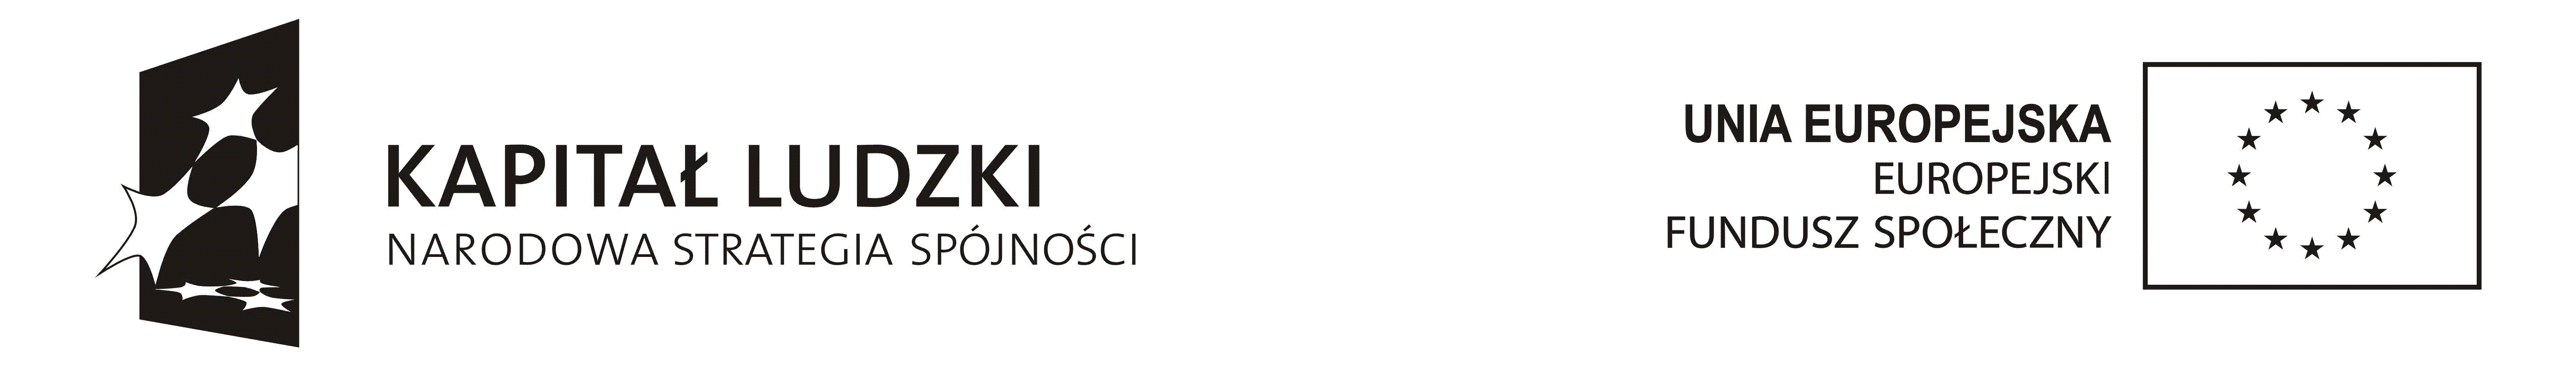 KAPITAŁ LUDZKI
NARODOWA STRATEGIA SPÓJNOŚCI
UNIA EUROPEJSKA
EUROPEJSKI
FUNDUSZ SPOŁECZNY